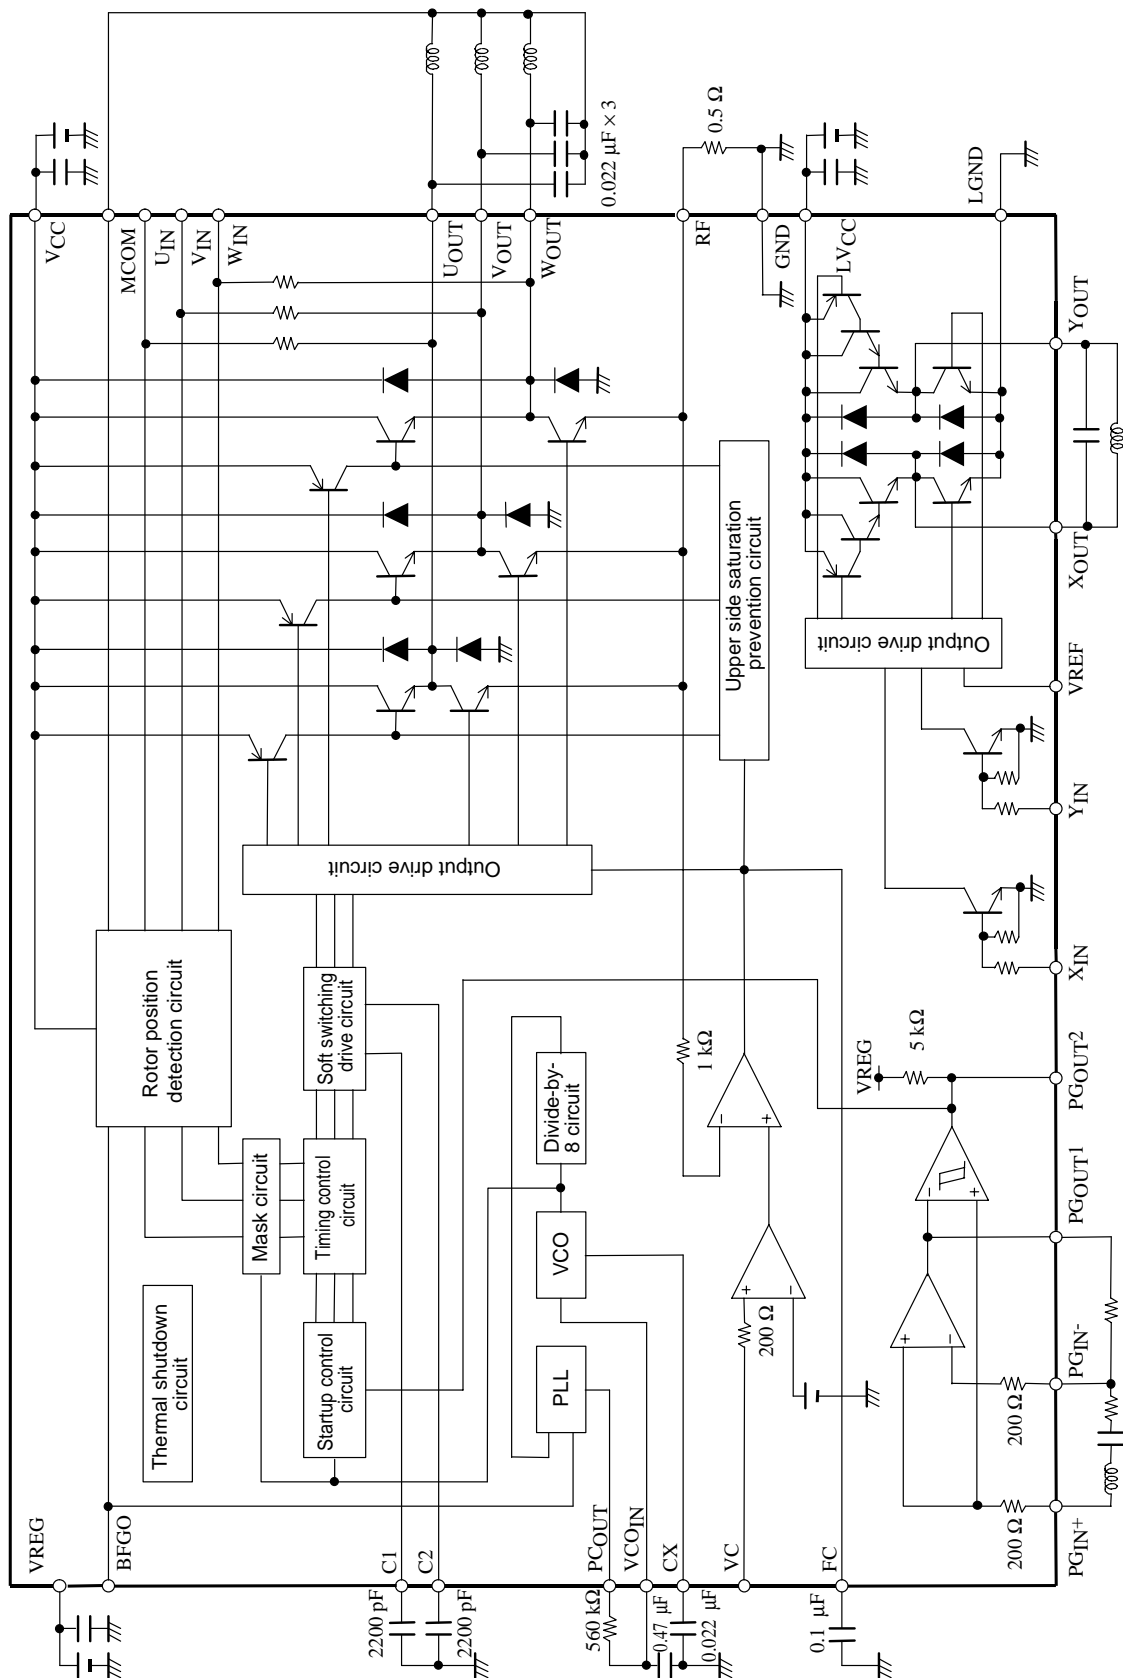 VCC
MCOM
UIN
VIN
WIN
UOUT
VOUT
WOUT
0.022 μF × 3
RF
0.5 Ω
GND
LVCC
LGND
Rotor position
detection circuit
Output drive circuit
Soft switching
drive circuit
Mask circuit
Timing control
circuit
Thermal shutdown
circuit
Startup control
circuit
Divide-by-
8 circuit
VCO
PLL
Upper side saturation
prevention circuit
1 kΩ
200 Ω
Output drive circuit
VREG
BFGO
C1
2200 pF
C2
2200 pF
PCOUT
560 kΩ
VCOIN
0.47 μF
CX
0.022 μF
VC
FC
0.1 μF
VREG
5 kΩ
200 Ω
200 Ω
PGIN+
PGIN-
PGOUT1
PGOUT2
XIN
YIN
VREF
XOUT
YOUT